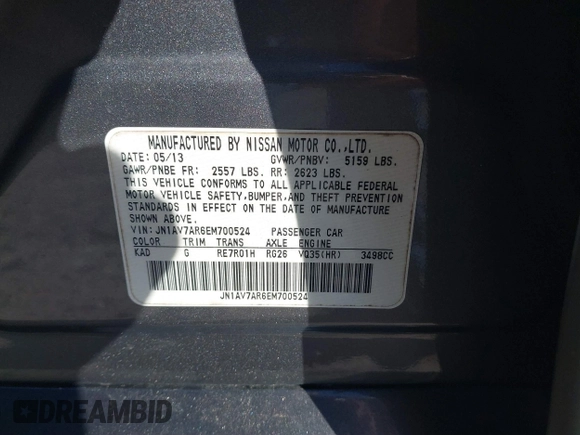 MANUFACTURED BY NISSAN MOTOR CO.,LTD.
DATE: 05/13 GVWR/PNBV: 5159 LBS.
GAWR/PNBE FR: 2557 LBS. RR: 2623 LBS.
THIS VEHICLE CONFORMS TO ALL APPLICABLE FEDERAL
MOTOR VEHICLE SAFETY, BUMPER, AND THEFT PREVENTION
STANDARDS IN EFFECT ON THE DATE OF MANUFACTURE
SHOWN ABOVE.
VIN: JN1AV7AR6EM700524 PASSENGER CAR
COLOR TRIM TRANS AXLE ENGINE
KAD G RE7R01H RG26 VQ35(HR) 3498CC
JN1AV7AR6EM700524
DREAMBID